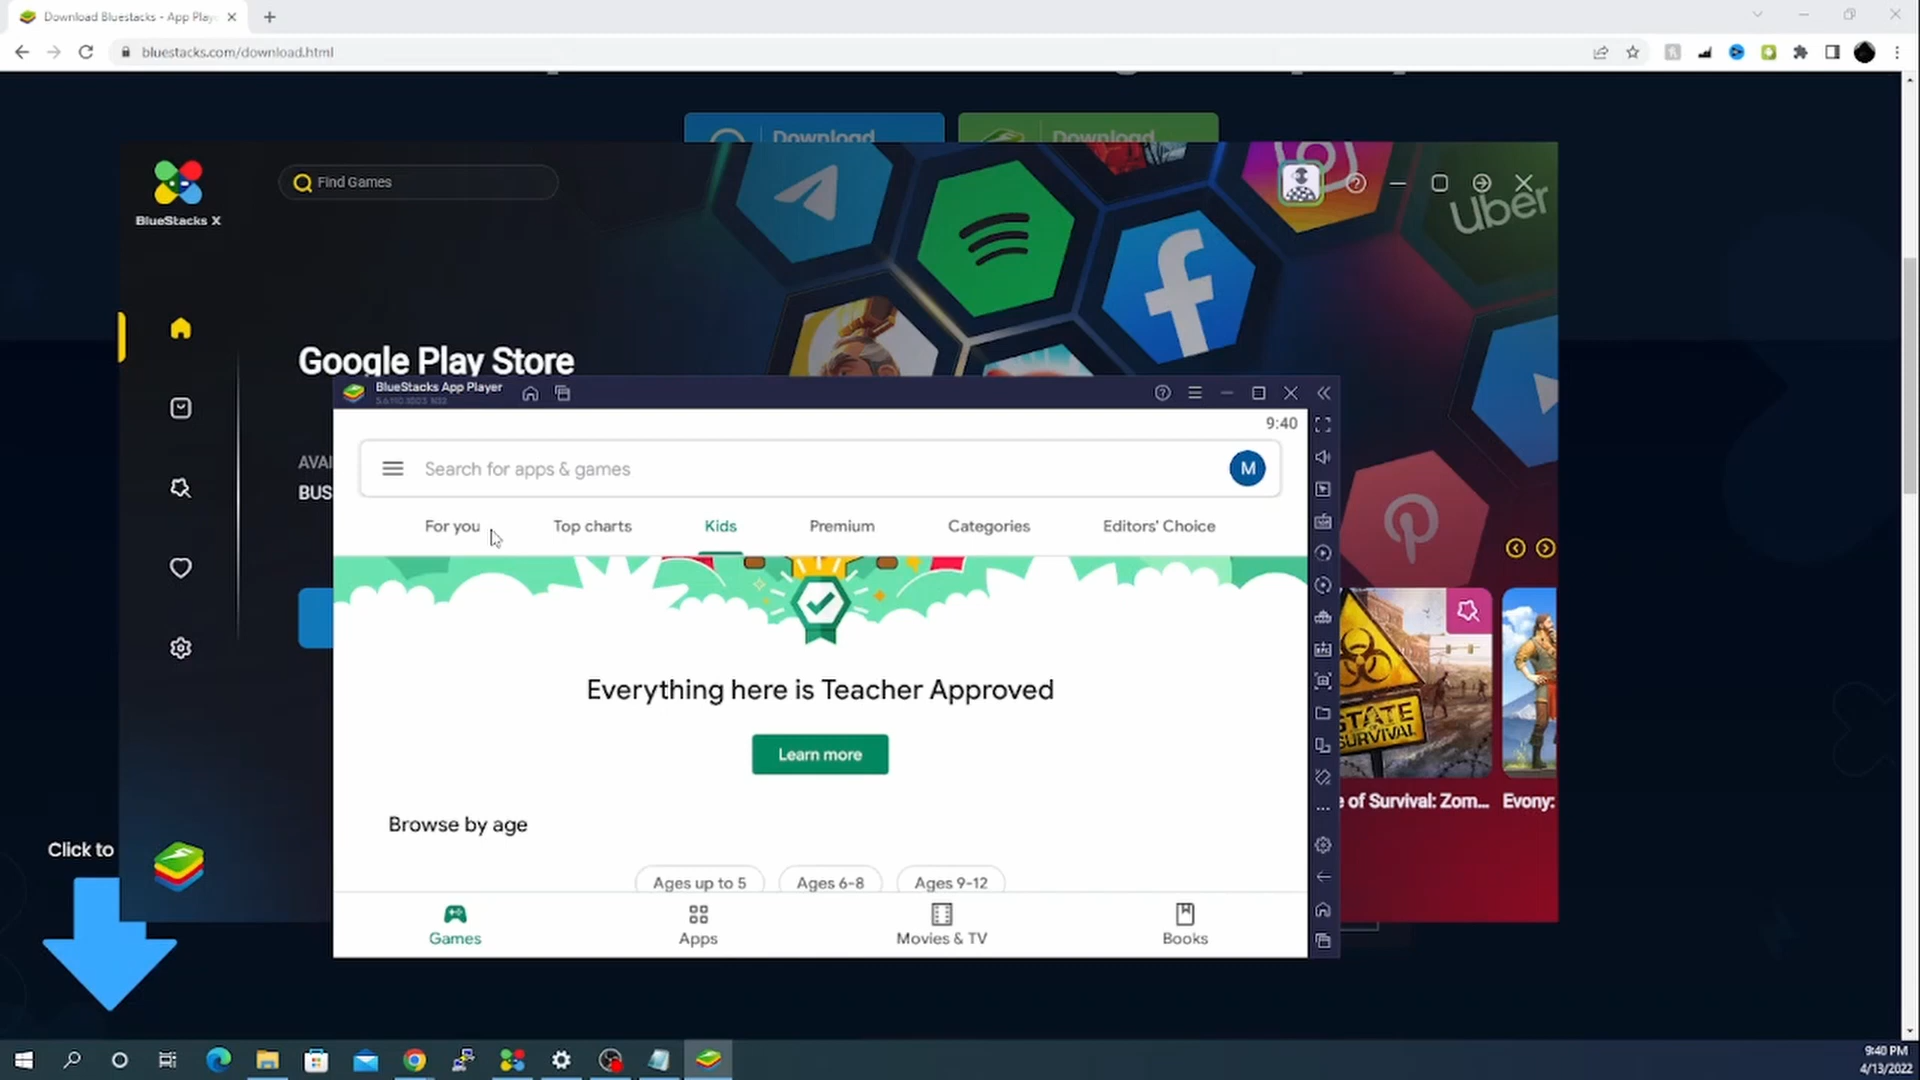 Download Bluestacks - App Play
bluestacks.com/download.html
Download
Download
BlueStacks X
Find Games
Uber
Google Play Store
AVAI
BUS
BlueStacks App Player
9:40
Search for apps & games
M
For you
Top charts
Kids
Premium
Categories
Editors' Choice
Everything here is Teacher Approved
Learn more
Browse by age
Ages up to 5
Ages 6-8
Ages 9-12
Games
Apps
Movies & TV
Books
STATE
OF
SURVIVAL
e of Survival: Zom...
Evony:
Click to
9:40 PM
4/13/2022